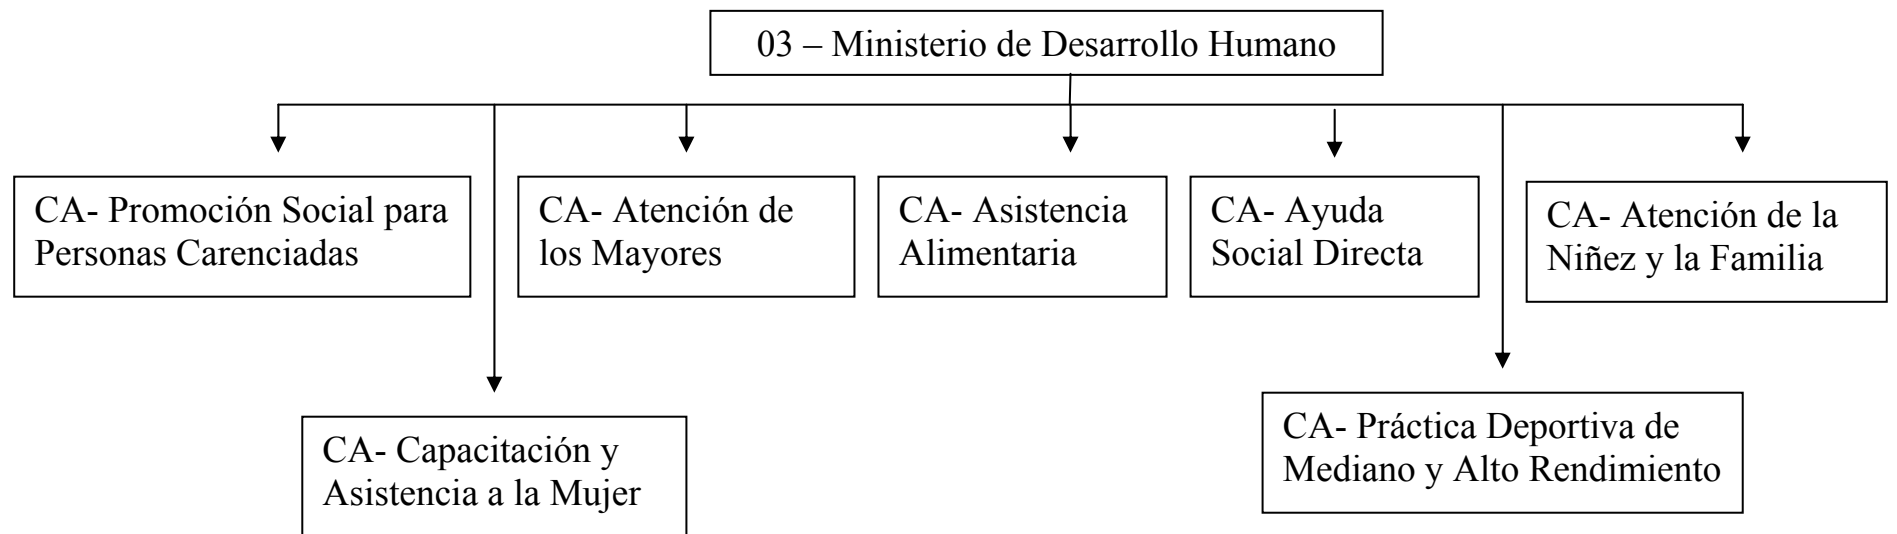 03 – Ministerio de Desarrollo Humano
CA- Promoción Social para
Personas Carenciadas
CA- Atención de
los Mayores
CA- Asistencia
Alimentaria
CA- Ayuda
Social Directa
CA- Atención de la
Niñez y la Familia
CA- Capacitación y
Asistencia a la Mujer
CA- Práctica Deportiva de
Mediano y Alto Rendimiento